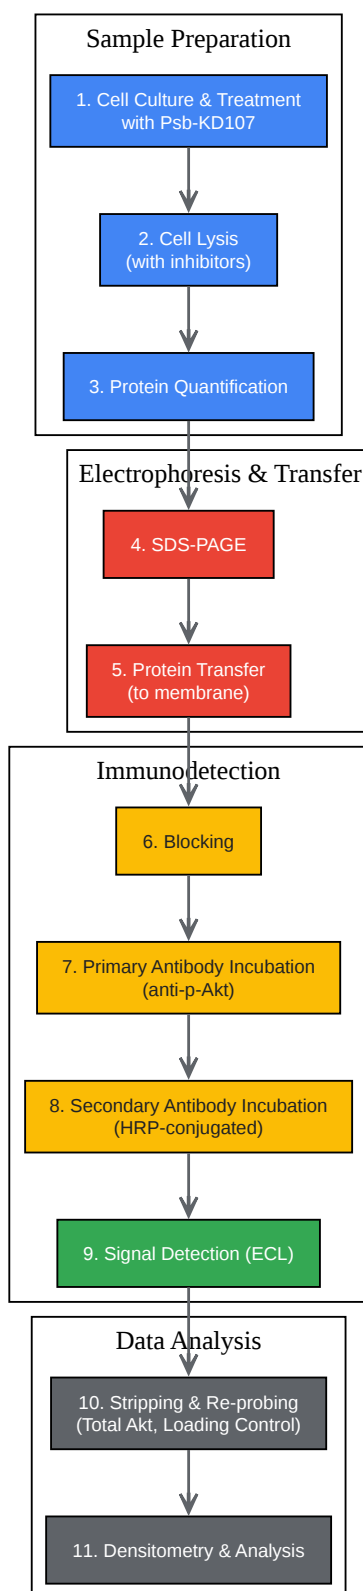 Sample Preparation
1. Cell Culture & Treatment
with Psb-KD107
2. Cell Lysis
(with inhibitors)
3. Protein Quantification
Electrophoresis & Transfer
4. SDS-PAGE
5. Protein Transfer
(to membrane)
Immunodetection
6. Blocking
7. Primary Antibody Incubation
(anti-p-Akt)
8. Secondary Antibody Incubation
(HRP-conjugated)
9. Signal Detection (ECL)
Data Analysis
10. Stripping & Re-probing
(Total Akt, Loading Control)
11. Densitometry & Analysis